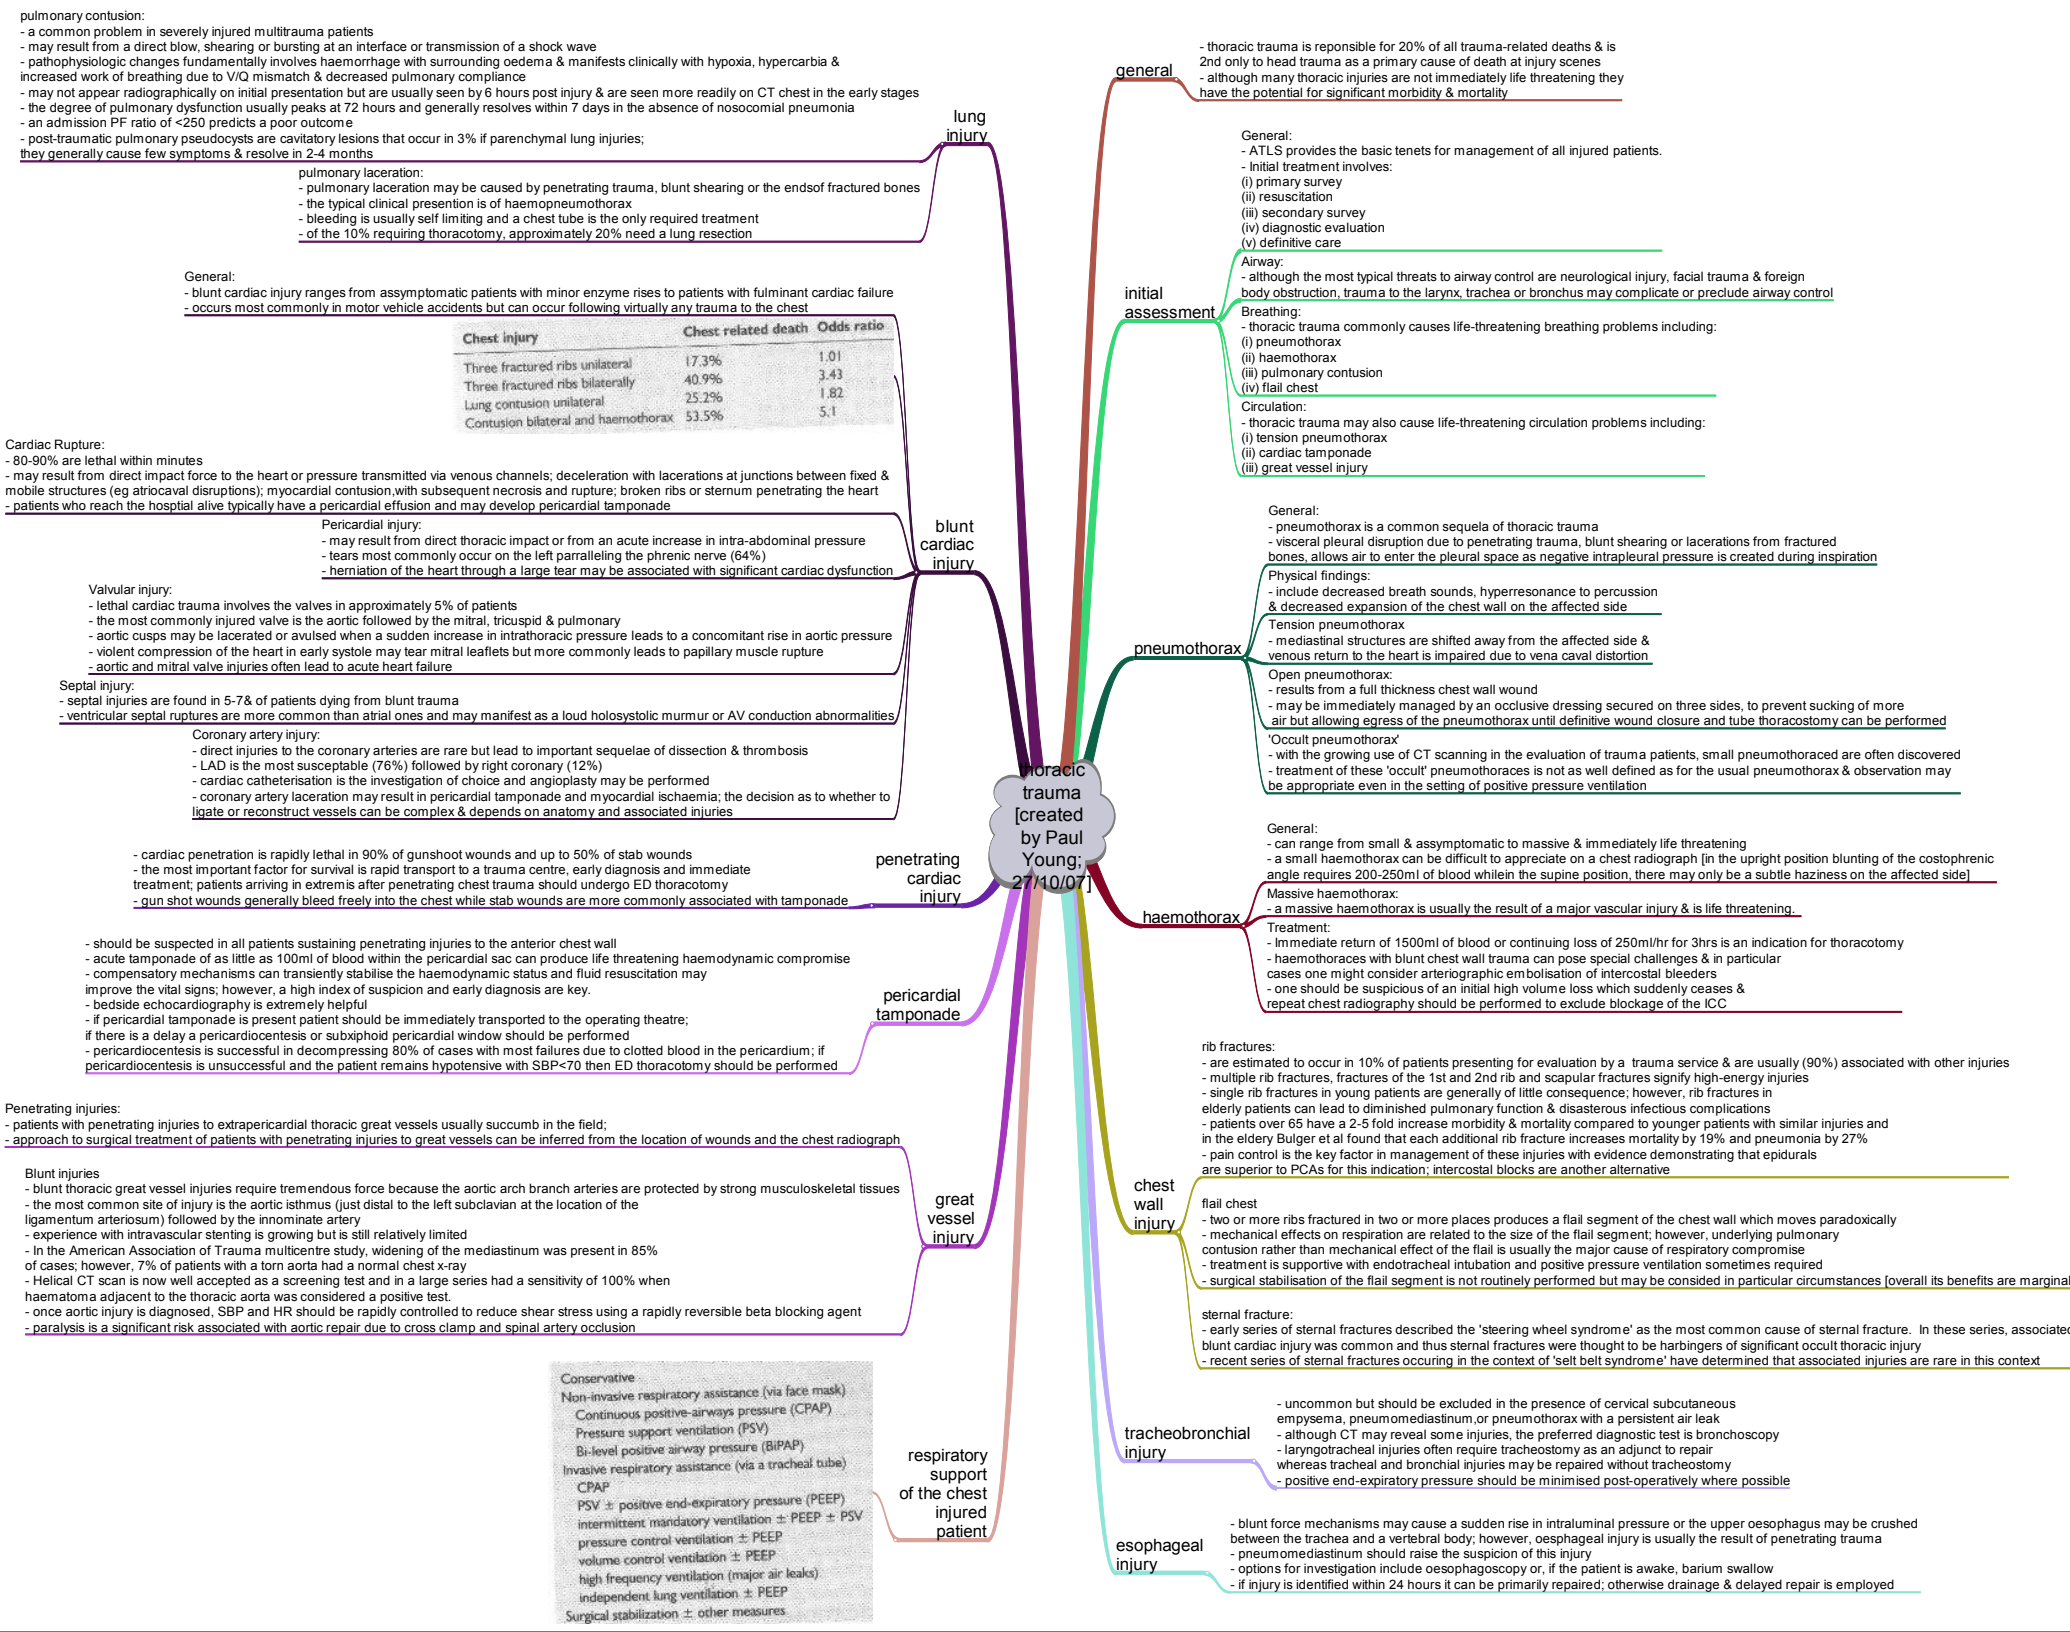 thoracic
trauma
[created
by Paul
Young;
27/10/07]
general
- thoracic trauma is reponsible for 20% of all trauma-related deaths & is
2nd only to head trauma as a primary cause of death at injury scenes
- although many thoracic injuries are not immediately life threatening they
have the potential for significant morbidity & mortality
initial
assessment
General:
- ATLS provides the basic tenets for management of all injured patients.
- Initial treatment involves:
(i) primary survey
(ii) resuscitation
(iii) secondary survey
(iv) diagnostic evaluation
(v) definitive care
Airway:
- although the most typical threats to airway control are neurological injury, facial trauma & foreign
body obstruction, trauma to the larynx, trachea or bronchus may complicate or preclude airway control
Breathing:
- thoracic trauma commonly causes life-threatening breathing problems including:
(i) pneumothorax
(ii) haemothorax
(iii) pulmonary contusion
(iv) flail chest
Circulation:
- thoracic trauma may also cause life-threatening circulation problems including:
(i) tension pneumothorax
(ii) cardiac tamponade
(iii) great vessel injury
pneumothorax
General:
- pneumothorax is a common sequela of thoracic trauma
- visceral pleural disruption due to penetrating trauma, blunt shearing or lacerations from fractured
bones, allows air to enter the pleural space as negative intrapleural pressure is created during inspiration
Physical findings:
- include decreased breath sounds, hyperresonance to percussion
& decreased expansion of the chest wall on the affected side
Tension pneumothorax
- mediastinal structures are shifted away from the affected side &
venous return to the heart is impaired due to vena caval distortion
Open pneumothorax:
- results from a full thickness chest wall wound
- may be immediately managed by an occlusive dressing secured on three sides, to prevent sucking of more
air but allowing egress of the pneumothorax until definitive wound closure and tube thoracostomy can be performed
'Occult pneumothorax'
- with the growing use of CT scanning in the evaluation of trauma patients, small pneumothoraced are often discovered
- treatment of these 'occult' pneumothoraces is not as well defined as for the usual pneumothorax & observation may
be appropriate even in the setting of positive pressure ventilation
haemothorax
General:
- can range from small & assymptomatic to massive & immediately life threatening
- a small haemothorax can be difficult to appreciate on a chest radiograph [in the upright position blunting of the costophrenic
angle requires 200-250ml of blood whilein the supine position, there may only be a subtle haziness on the affected side]
Massive haemothorax:
- a massive haemothorax is usually the result of a major vascular injury & is life threatening.
Treatment:
- Immediate return of 1500ml of blood or continuing loss of 250ml/hr for 3hrs is an indication for thoracotomy
- haemothoraces with blunt chest wall trauma can pose special challenges & in particular
cases one might consider arteriographic embolisation of intercostal bleeders
- one should be suspicious of an initial high volume loss which suddenly ceases &
repeat chest radiography should be performed to exclude blockage of the ICC
chest
wall
injury
rib fractures:
- are estimated to occur in 10% of patients presenting for evaluation by a trauma service & are usually (90%) associated with other injuries
- multiple rib fractures, fractures of the 1st and 2nd rib and scapular fractures signify high-energy injuries
- single rib fractures in young patients are generally of little consequence; however, rib fractures in
elderly patients can lead to diminished pulmonary function & disasterous infectious complications
- patients over 65 have a 2-5 fold increase morbidity & mortality compared to younger patients with similar injuries and
in the eldery Bulger et al found that each additional rib fracture increases mortality by 19% and pneumonia by 27%
- pain control is the key factor in management of these injuries with evidence demonstrating that epidurals
are superior to PCAs for this indication; intercostal blocks are another alternative
flail chest
- two or more ribs fractured in two or more places produces a flail segment of the chest wall which moves paradoxically
- mechanical effects on respiration are related to the size of the flail segment; however, underlying pulmonary
contusion rather than mechanical effect of the flail is usually the major cause of respiratory compromise
- treatment is supportive with endotracheal intubation and positive pressure ventilation sometimes required
- surgical stabilisation of the flail segment is not routinely performed but may be consided in particular circumstances [overall its benefits are marginal
sternal fracture:
- early series of sternal fractures described the 'steering wheel syndrome' as the most common cause of sternal fracture. In these series, associated
blunt cardiac injury was common and thus sternal fractures were thought to be harbingers of significant occult thoracic injury
- recent series of sternal fractures occuring in the context of 'selt belt syndrome' have determined that associated injuries are rare in this context
tracheobronchial
injury
- uncommon but should be excluded in the presence of cervical subcutaneous
empysema, pneumomediastinum,or pneumothorax with a persistent air leak
- although CT may reveal some injuries, the preferred diagnostic test is bronchoscopy
- laryngotracheal injuries often require tracheostomy as an adjunct to repair
whereas tracheal and bronchial injuries may be repaired without tracheostomy
- positive end-expiratory pressure should be minimised post-operatively where possible
esophageal
injury
- blunt force mechanisms may cause a sudden rise in intraluminal pressure or the upper oesophagus may be crushed
between the trachea and a vertebral body; however, oesphageal injury is usually the result of penetrating trauma
- pneumomediastinum should raise the suspicion of this injury
- options for investigation include oesophagoscopy or, if the patient is awake, barium swallow
- if injury is identified within 24 hours it can be primarily repaired; otherwise drainage & delayed repair is employed
lung
injury
pulmonary contusion:
- a common problem in severely injured multitrauma patients
- may result from a direct blow, shearing or bursting at an interface or transmission of a shock wave
- pathophysiologic changes fundamentally involves haemorrhage with surrounding oedema & manifests clinically with hypoxia, hypercarbia &
increased work of breathing due to V/Q mismatch & decreased pulmonary compliance
- may not appear radiographically on initial presentation but are usually seen by 6 hours post injury & are seen more readily on CT chest in the early stages
- the degree of pulmonary dysfunction usually peaks at 72 hours and generally resolves within 7 days in the absence of nosocomial pneumonia
- an admission PF ratio of <250 predicts a poor outcome
- post-traumatic pulmonary pseudocysts are cavitatory lesions that occur in 3% if parenchymal lung injuries;
they generally cause few symptoms & resolve in 2-4 months
pulmonary laceration:
- pulmonary laceration may be caused by penetrating trauma, blunt shearing or the endsof fractured bones
- the typical clinical presention is of haemopneumothorax
- bleeding is usually self limiting and a chest tube is the only required treatment
- of the 10% requiring thoracotomy, approximately 20% need a lung resection
blunt
cardiac
injury
General:
- blunt cardiac injury ranges from assymptomatic patients with minor enzyme rises to patients with fulminant cardiac failure
- occurs most commonly in motor vehicle accidents but can occur following virtually any trauma to the chest
Chest injury Chest related death Odds ratio
Three fractured ribs unilateral 17.3% 1.01
Three fractured ribs bilaterally 40.9% 3.43
Lung contusion unilateral 25.2% 1.82
Contusion bilateral and haemothorax 53.5% 5.1
Cardiac Rupture:
- 80-90% are lethal within minutes
- may result from direct impact force to the heart or pressure transmitted via venous channels; deceleration with lacerations at junctions between fixed &
mobile structures (eg atriocaval disruptions); myocardial contusion,with subsequent necrosis and rupture; broken ribs or sternum penetrating the heart
- patients who reach the hosptial alive typically have a pericardial effusion and may develop pericardial tamponade
Pericardial injury:
- may result from direct thoracic impact or from an acute increase in intra-abdominal pressure
- tears most commonly occur on the left parralleling the phrenic nerve (64%)
- herniation of the heart through a large tear may be associated with significant cardiac dysfunction
Valvular injury:
- lethal cardiac trauma involves the valves in approximately 5% of patients
- the most commonly injured valve is the aortic followed by the mitral, tricuspid & pulmonary
- aortic cusps may be lacerated or avulsed when a sudden increase in intrathoracic pressure leads to a concomitant rise in aortic pressure
- violent compression of the heart in early systole may tear mitral leaflets but more commonly leads to papillary muscle rupture
- aortic and mitral valve injuries often lead to acute heart failure
Septal injury:
- septal injuries are found in 5-7& of patients dying from blunt trauma
- ventricular septal ruptures are more common than atrial ones and may manifest as a loud holosystolic murmur or AV conduction abnormalities
Coronary artery injury:
- direct injuries to the coronary arteries are rare but lead to important sequelae of dissection & thrombosis
- LAD is the most susceptible (76%) followed by right coronary (12%)
- cardiac catheterisation is the investigation of choice and angioplasty may be performed
- coronary artery laceration may result in pericardial tamponade and myocardial ischaemia; the decision as to whether to
ligate or reconstruct vessels can be complex & depends on anatomy and associated injuries
penetrating
cardiac
injury
- cardiac penetration is rapidly lethal in 90% of gunshot wounds and up to 50% of stab wounds
- the most important factor for survival is rapid transport to a trauma centre, early diagnosis and immediate
treatment; patients arriving in extremis after penetrating chest trauma should undergo ED thoracotomy
- gun shot wounds generally bleed freely into the chest while stab wounds are more commonly associated with tamponade
pericardial
tamponade
- should be suspected in all patients sustaining penetrating injuries to the anterior chest wall
- acute tamponade of as little as 100ml of blood within the pericardial sac can produce life threatening haemodynamic compromise
- compensatory mechanisms can transiently stabilise the haemodynamic status and fluid resuscitation may
improve the vital signs; however, a high index of suspicion and early diagnosis are key.
- bedside echocardiography is extremely helpful
- if pericardial tamponade is present patient should be immediately transported to the operating theatre;
if there is a delay a pericardiocentesis or subxiphoid pericardial window should be performed
- pericardiocentesis is successful in decompressing 80% of cases with most failures due to clotted blood in the pericardium; if
pericardiocentesis is unsuccessful and the patient remains hypotensive with SBP<70 then ED thoracotomy should be performed
great
vessel
injury
Penetrating injuries:
- patients with penetrating injuries to extrapericardial thoracic great vessels usually succumb in the field;
- approach to surgical treatment of patients with penetrating injuries to great vessels can be inferred from the location of wounds and the chest radiograph
Blunt injuries
- blunt thoracic great vessel injuries require tremendous force because the aortic arch branch arteries are protected by strong musculoskeletal tissues
- the most common site of injury is the aortic isthmus (just distal to the left subclavian at the location of the
ligamentum arteriosum) followed by the innominate artery
- experience with intravascular stenting is growing but is still relatively limited
- In the American Association of Trauma multicentre study, widening of the mediastinum was present in 85%
of cases; however, 7% of patients with a torn aorta had a normal chest x-ray
- Helical CT scan is now well accepted as a screening test and in a large series had a sensitivity of 100% when
haematoma adjacent to the thoracic aorta was considered a positive test.
- once aortic injury is diagnosed, SBP and HR should be rapidly controlled to reduce shear stress using a rapidly reversible beta blocking agent
- paralysis is a significant risk associated with aortic repair due to cross clamp and spinal artery occlusion
respiratory
support
of the chest
injured
patient
Conservative
Non-invasive respiratory assistance (via face mask)
Continuous positive-airways pressure (CPAP)
Pressure support ventilation (PSV)
Bi-level positive airway pressure (BiPAP)
Invasive respiratory assistance (via a tracheal tube)
CPAP
PSV ± positive end-expiratory pressure (PEEP)
intermittent mandatory ventilation ± PEEP ± PSV
pressure control ventilation ± PEEP
volume control ventilation ± PEEP
high frequency ventilation (major air leaks)
independent lung ventilation ± PEEP
Surgical stabilization ± other measures